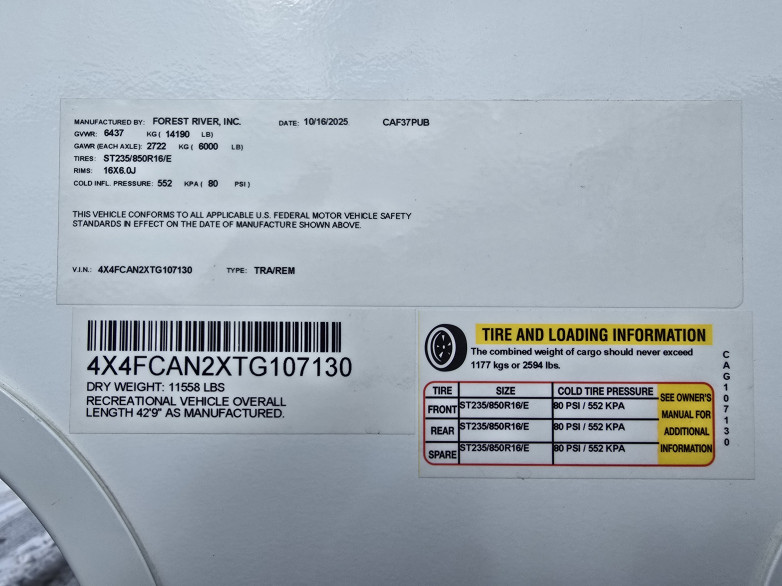 MANUFACTURED BY: FOREST RIVER, INC. DATE: 10/16/2025 CAF37PUB
GVWR: 6437 KG ( 14190 LB)
GAWR (EACH AXLE): 2722 KG ( 6000 LB)
TIRES: ST235/850R16/E
RIMS: 16X6.0J
COLD INFL. PRESSURE: 552 KPA ( 80 PSI )
THIS VEHICLE CONFORMS TO ALL APPLICABLE U.S. FEDERAL MOTOR VEHICLE SAFETY
STANDARDS IN EFFECT ON THE DATE OF MANUFACTURE SHOWN ABOVE.
V.I.N.: 4X4FCAN2XTG107130 TYPE: TRA/REM
4X4FCAN2XTG107130
DRY WEIGHT: 11558 LBS
RECREATIONAL VEHICLE OVERALL
LENGTH 42'9" AS MANUFACTURED.
TIRE AND LOADING INFORMATION
The combined weight of cargo should never exceed
1177 kgs or 2594 lbs.
TIRE SIZE COLD TIRE PRESSURE
FRONT ST235/850R16/E 80 PSI / 552 KPA
REAR ST235/850R16/E 80 PSI / 552 KPA
SPARE ST235/850R16/E 80 PSI / 552 KPA
SEE OWNER'S
MANUAL FOR
ADDITIONAL
INFORMATION
CAG107130